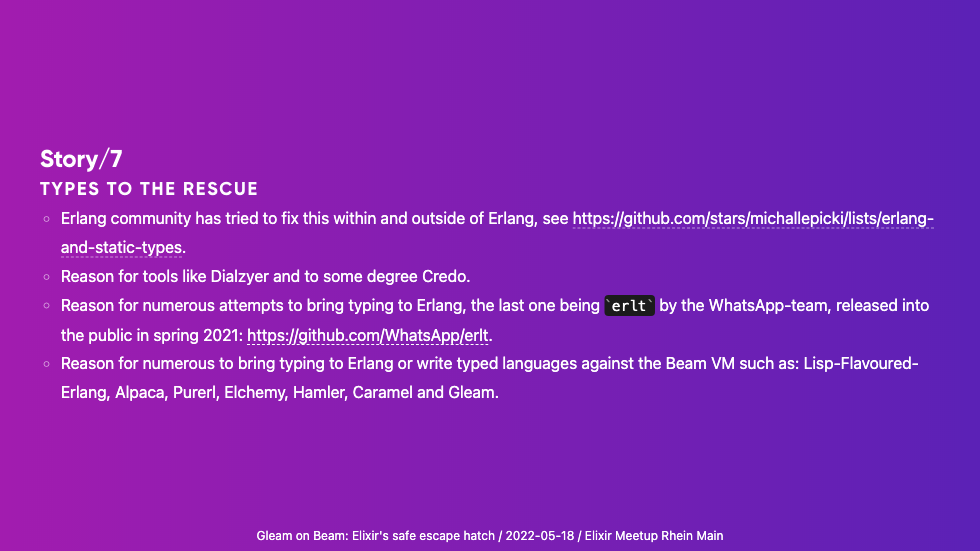 Story/7
TYPES TO THE RESCUE
Erlang community has tried to fix this within and outside of Erlang, see https://github.com/stars/michallepicki/lists/erlang-
and-static-types.
Reason for tools like Dialzyer and to some degree Credo.
Reason for numerous attempts to bring typing to Erlang, the last one being `erlt` by the WhatsApp-team, released into
the public in spring 2021: https://github.com/WhatsApp/erlt.
Reason for numerous to bring typing to Erlang or write typed languages against the Beam VM such as: Lisp-Flavoured-
Erlang, Alpaca, Purerl, Elchemy, Hamler, Caramel and Gleam.
Gleam on Beam: Elixir's safe escape hatch / 2022-05-18 / Elixir Meetup Rhein Main